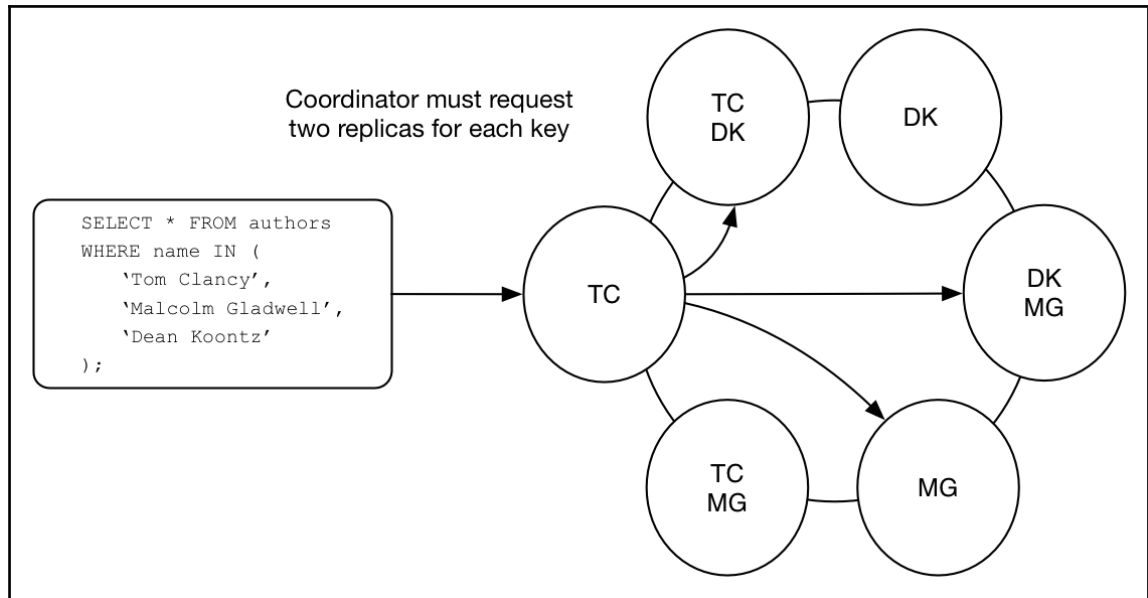 Coordinator must request
two replicas for each key
SELECT * FROM authors
WHERE name IN (
‘Tom Clancy’,
‘Malcolm Gladwell’,
‘Dean Koontz’
);
TC
DK
DK
TC
DK
MG
TC
MG
MG